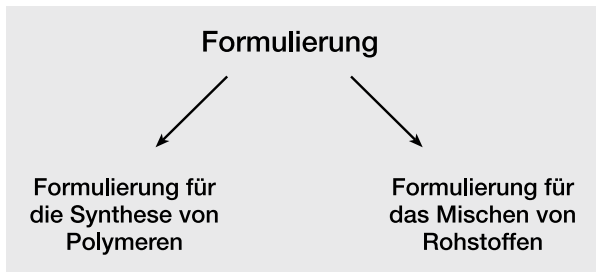 Formulierung
Formulierung für
die Synthese von
Polymeren
Formulierung für
das Mischen von
Rohstoffen